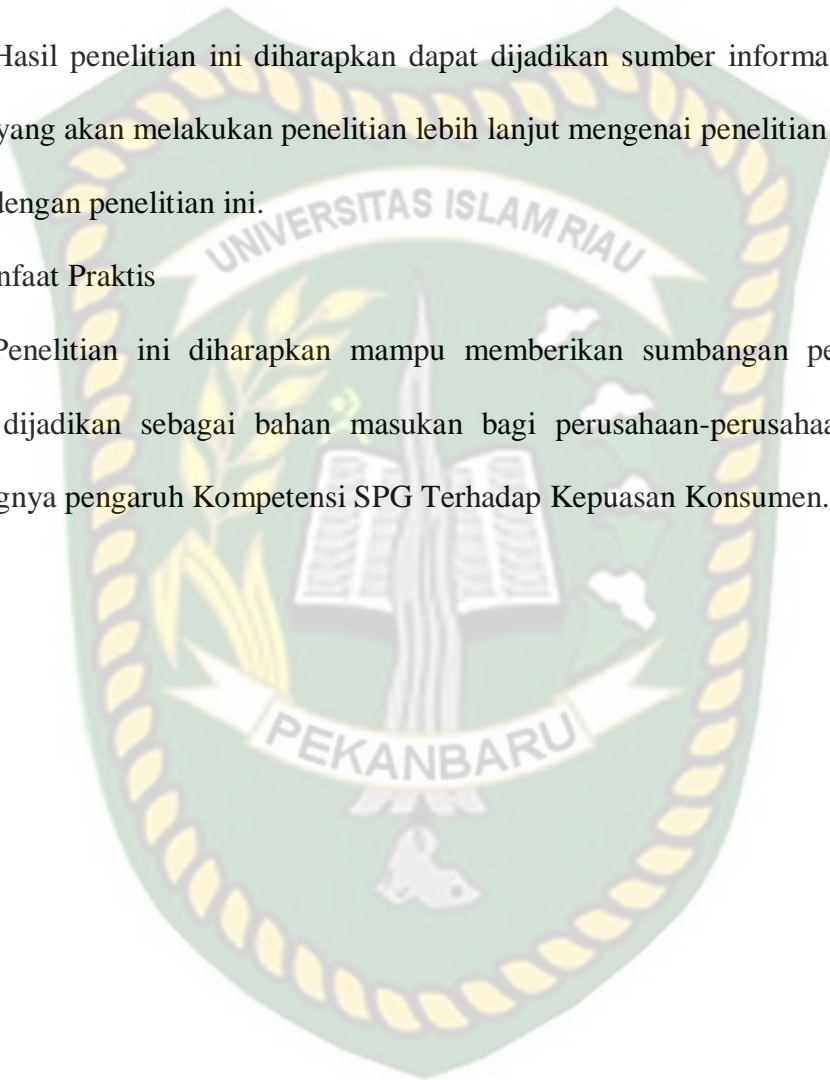 Hasil penelitian ini diharapkan dapat dijadikan sumber informa
yang akan melakukan penelitian lebih lanjut mengenai penelitian
dengan penelitian ini.
UNIVERSITAS ISLAM RIAU
nfaat Praktis
Penelitian ini diharapkan mampu memberikan sumbangan pe
dijadikan sebagai bahan masukan bagi perusahaan-perusahaa
gnya pengaruh Kompetensi SPG Terhadap Kepuasan Konsumen.
PEKANBARU